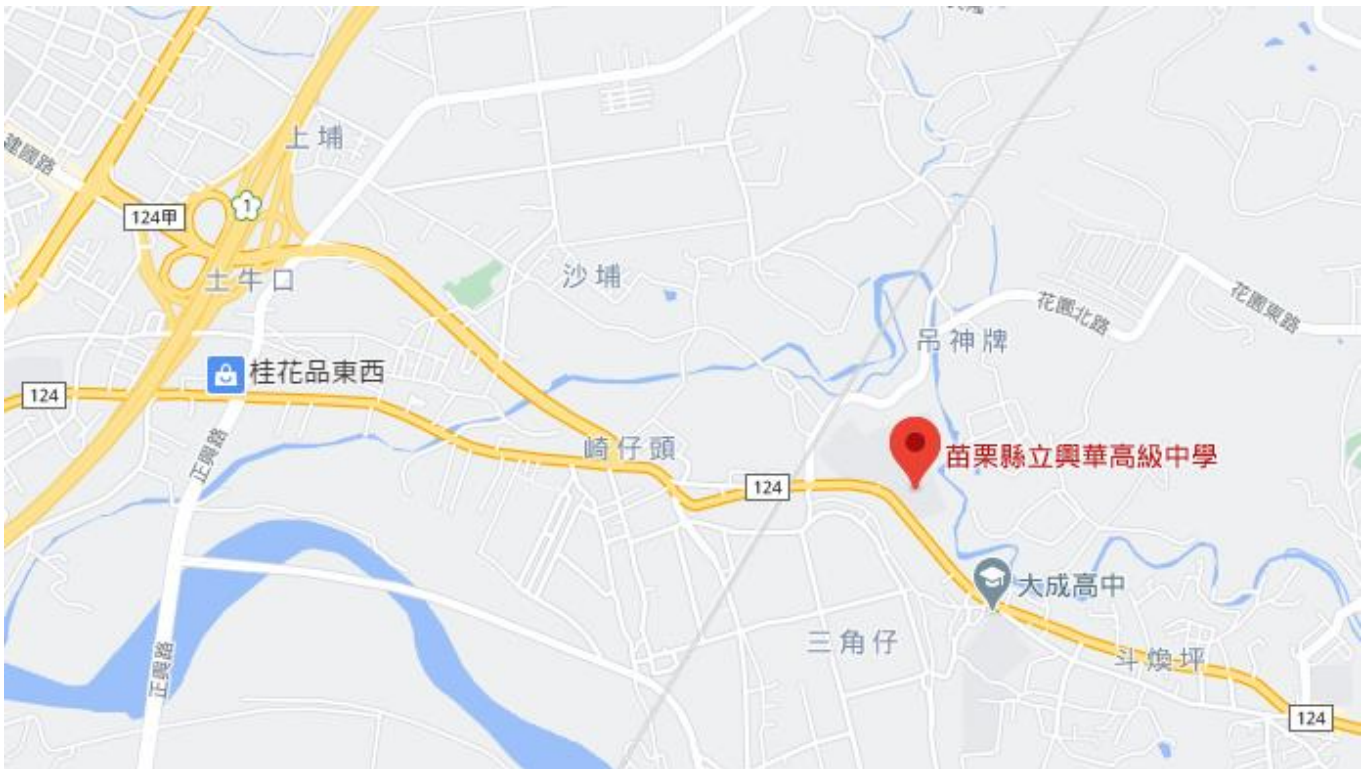 上埔
建國路
124甲
1
土牛口
沙埔
花園北路
花園東路
吊神牌
桂花品東西
124
正興路
崎仔頭
苗栗縣立興華高級中學
124
大成高中
三角仔
斗煥坪
正興路
124